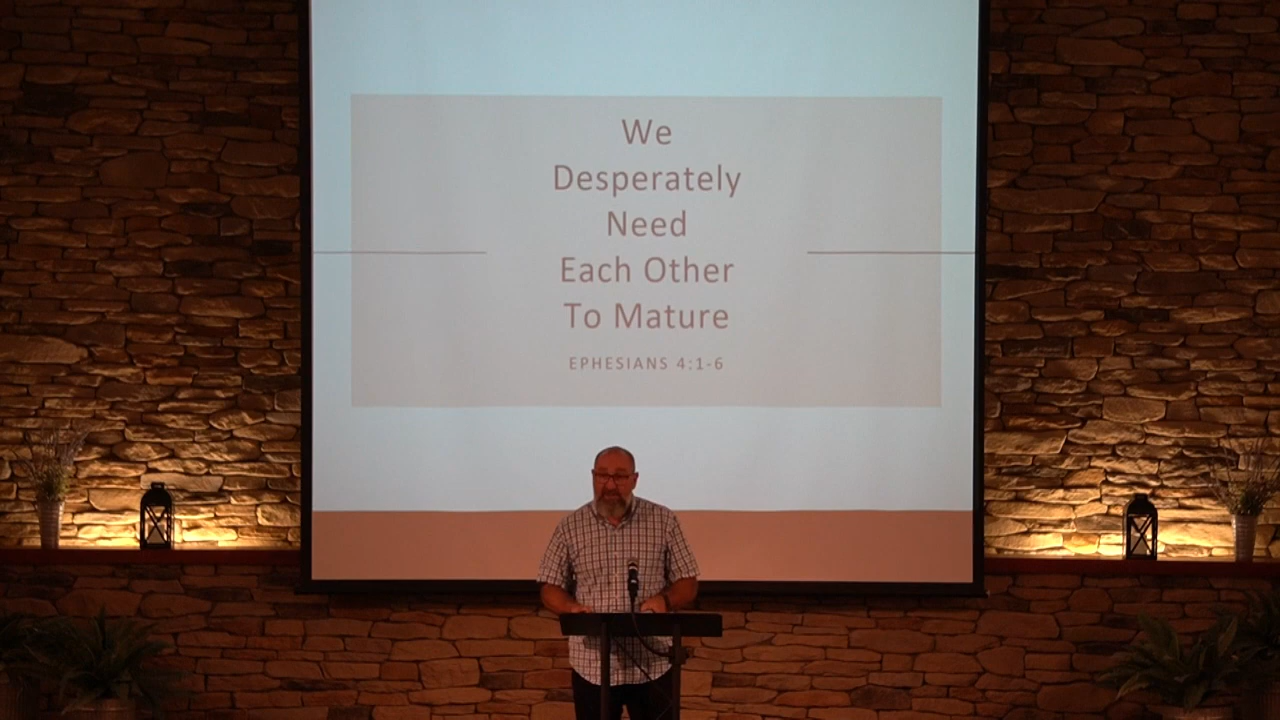 We
Desperately
Need
Each Other
To Mature
EPHESIANS 4:1-6